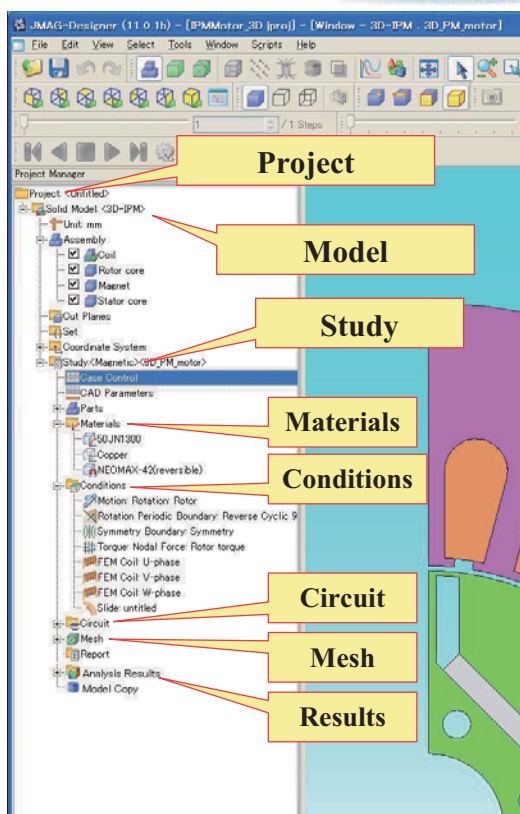 JMAG-Designer (11.0.1b) - [IPMMotor_3D.jproj] - [Window - 3D-IPM . 3D_PM_motor]
File Edit View Select Tools Window Scripts Help
1 / 1 Steps
Project Manager
Project
Project: <Untitled>
Solid Model <3D-IPM>
Unit: mm
Model
Assembly
Coil
Rotor core
Magnet
Stator core
Cut Planes
Study
Set
Coordinate System
Study:<Magnetic><3D_PM_motor>
Case Control
CAD Parameters
Parts
Materials
Materials
50JN1300
Copper
NEOMAX-42(reversible)
Conditions
Conditions
Motion: Rotation: Rotor
Rotation Periodic Boundary: Reverse Cyclic 9
Symmetry Boundary: Symmetry
Torque: Nodal Force: Rotor torque
FEM Coil: U-phase
FEM Coil: V-phase
FEM Coil: W-phase
Slide: untitled
Circuit
Circuit
Mesh
Mesh
Report
Analysis Results
Results
Model Copy